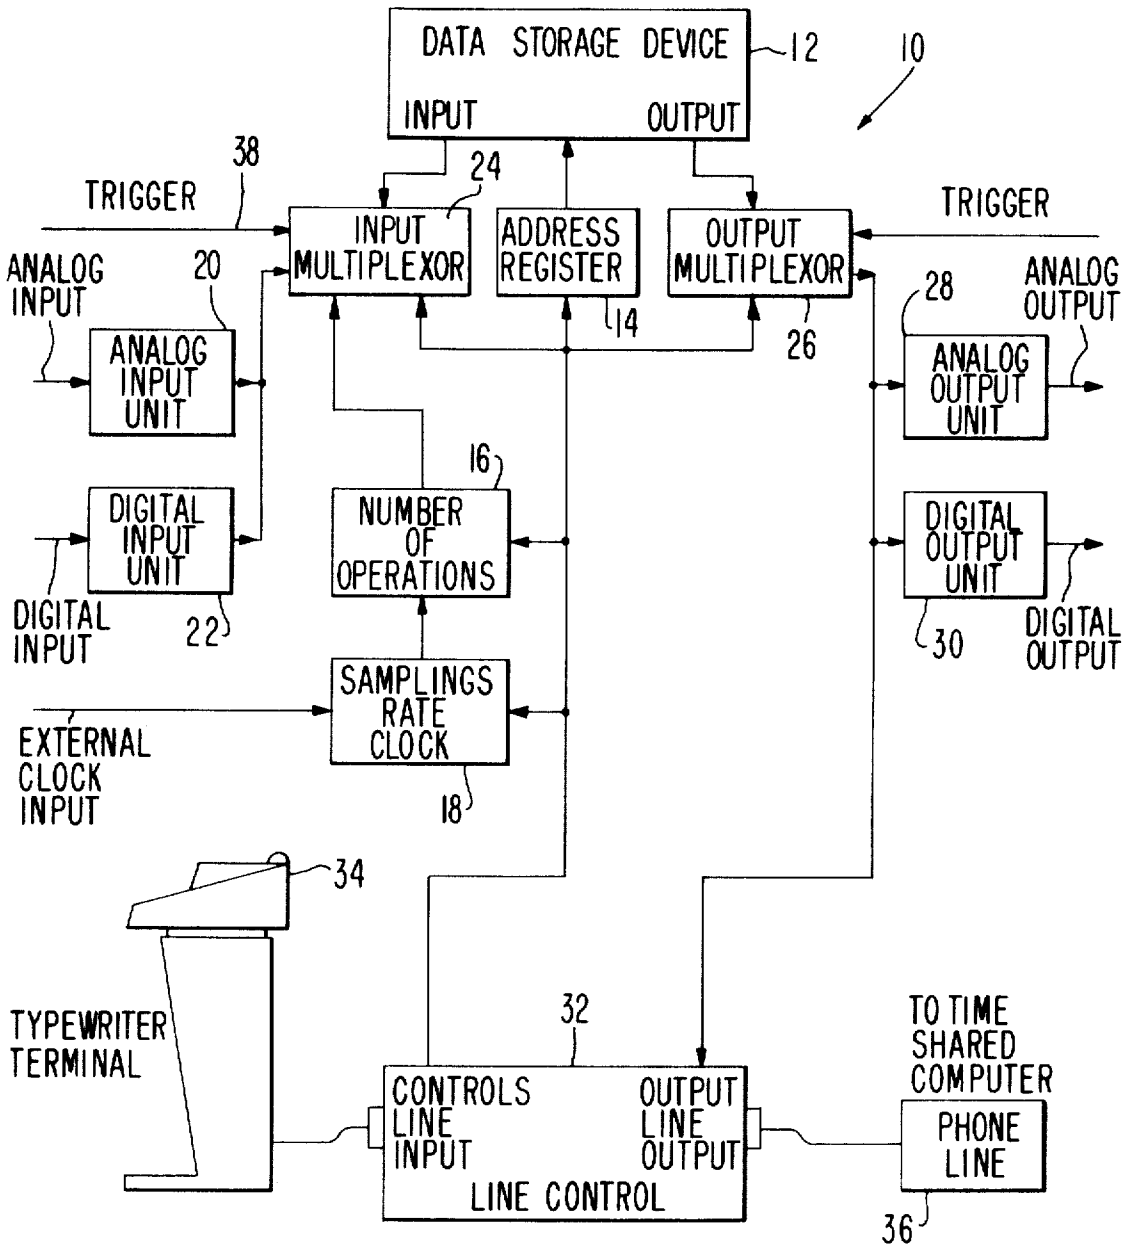 DATA STORAGE DEVICE
INPUT OUTPUT
12
10
38
24
TRIGGER
INPUT
MULTIPLEXOR
ADDRESS
REGISTER
14
OUTPUT
MULTIPLEXOR
26
TRIGGER
ANALOG
INPUT
20
ANALOG
INPUT
UNIT
28
ANALOG
OUTPUT
ANALOG
OUTPUT
UNIT
16
NUMBER
OF
OPERATIONS
DIGITAL
INPUT
UNIT
22
DIGITAL
INPUT
DIGITAL
OUTPUT
UNIT
30
DIGITAL
OUTPUT
SAMPLINGS
RATE
CLOCK
18
EXTERNAL
CLOCK
INPUT
34
TYPEWRITER
TERMINAL
32
CONTROLS
LINE
INPUT
OUTPUT
LINE
OUTPUT
LINE CONTROL
TO TIME
SHARED
COMPUTER
PHONE
LINE
36